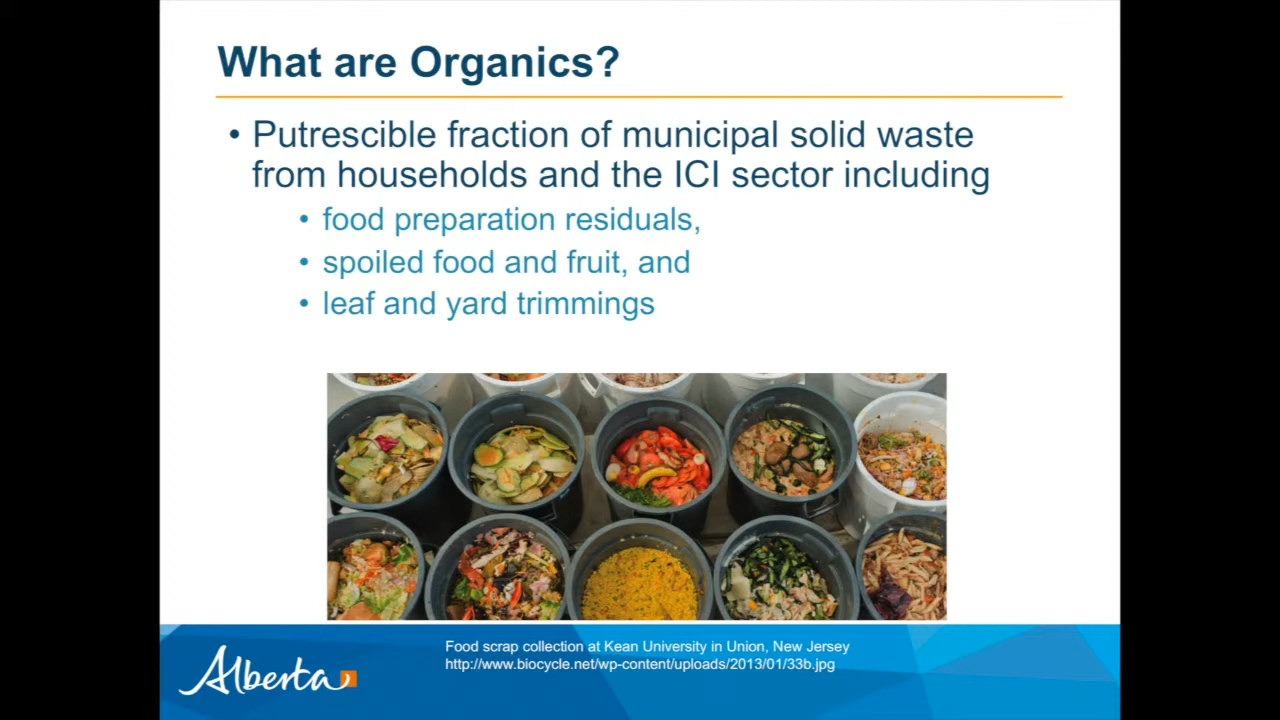 What are Organics?
• Putrescible fraction of municipal solid waste
from households and the ICI sector including
• food preparation residuals,
• spoiled food and fruit, and
• leaf and yard trimmings
Food scrap collection at Kean University in Union, New Jersey
http://www.biocycle.net/wp-content/uploads/2013/01/33b.jpg
Alberta